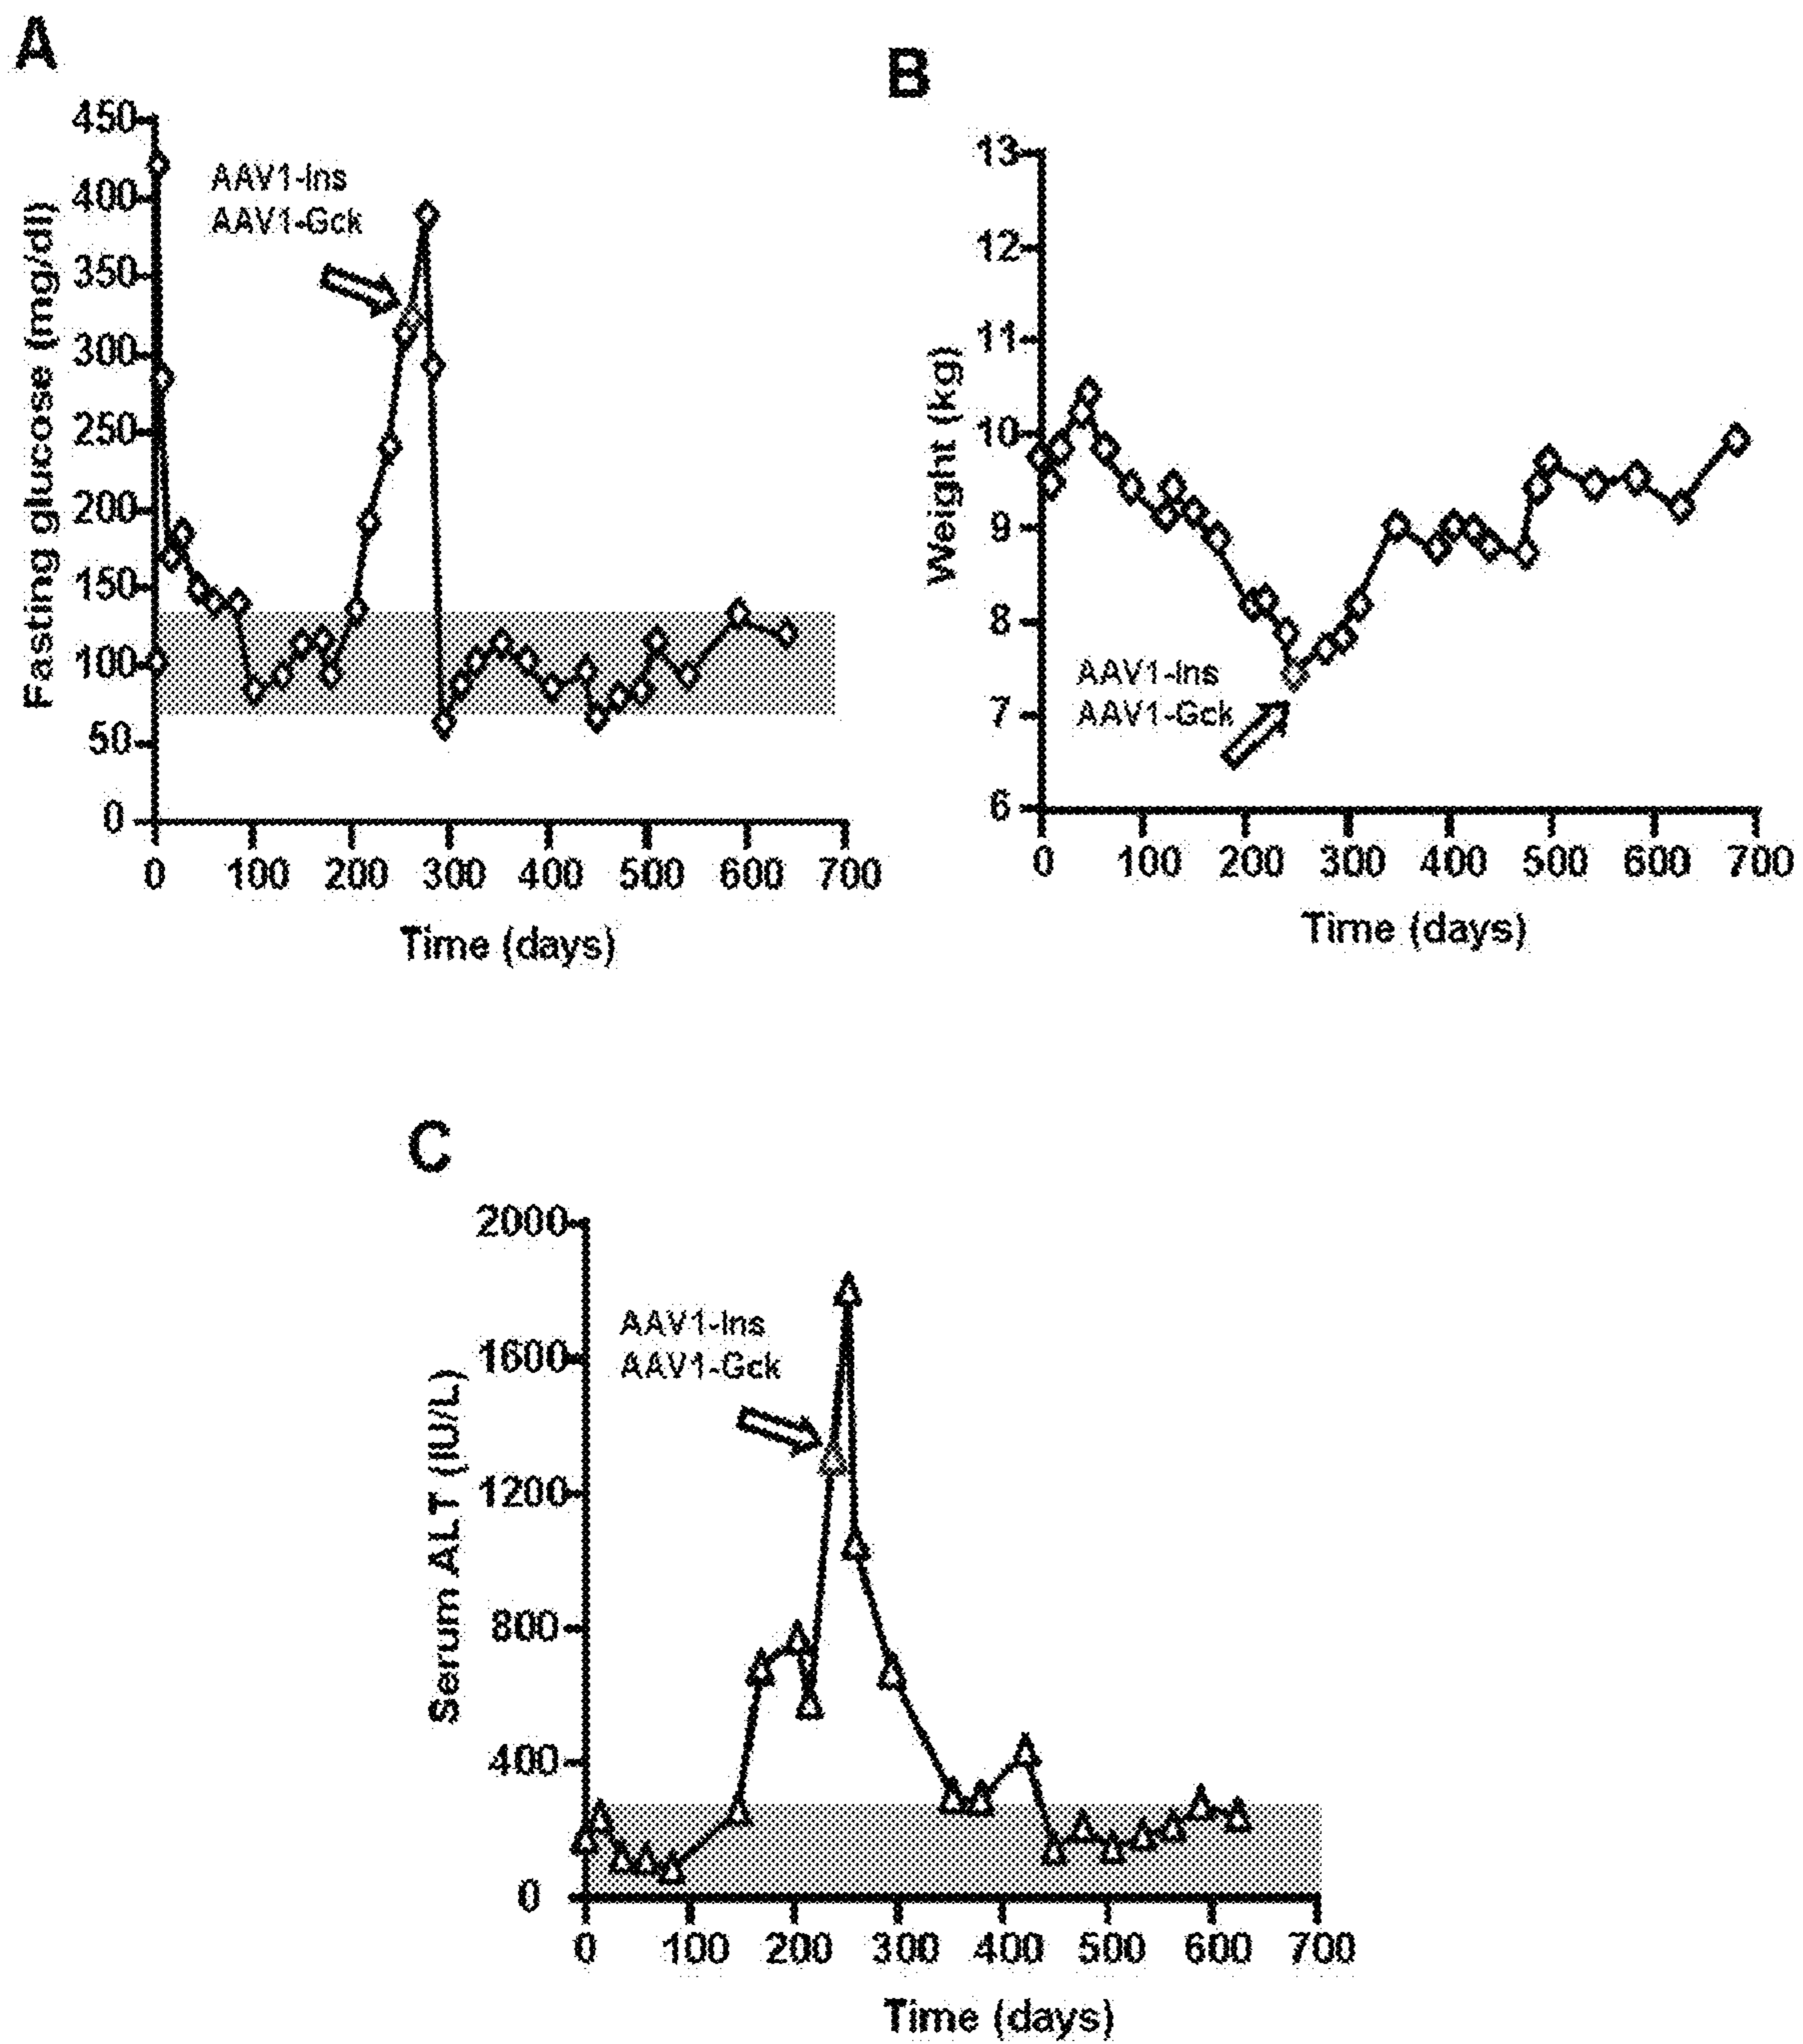 A
450
400
350
300
250
200
150
100
50
0
Fasting glucose (mg/dl)
AAV1-Ins
AAV1-Gck
0 100 200 300 400 500 600 700
Time (days)
B
13
12
11
10
9
8
7
6
Weight (kg)
AAV1-Ins
AAV1-Gck
0 100 200 300 400 500 600 700
Time (days)
C
2000
1600
1200
800
400
0
Serum ALT (IU/L)
AAV1-Ins
AAV1-Gck
0 100 200 300 400 500 600 700
Time (days)